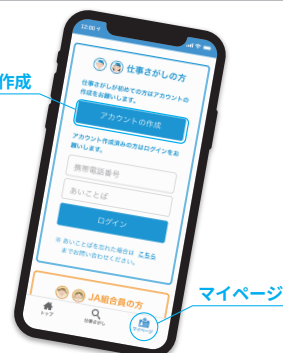 12:00
仕事さがしの方
作成
仕事さがしが初めての方はアカウントの
作成をお願いします。
アカウントの作成
アカウント作成済みの方はログインをお
願いします。
携帯電話番号
あいことば
ログイン
※ あいことばを忘れた場合は こちら
までお問い合わせください。
JA組合員の方
マイページ
トップ
仕事さがし
マイページ